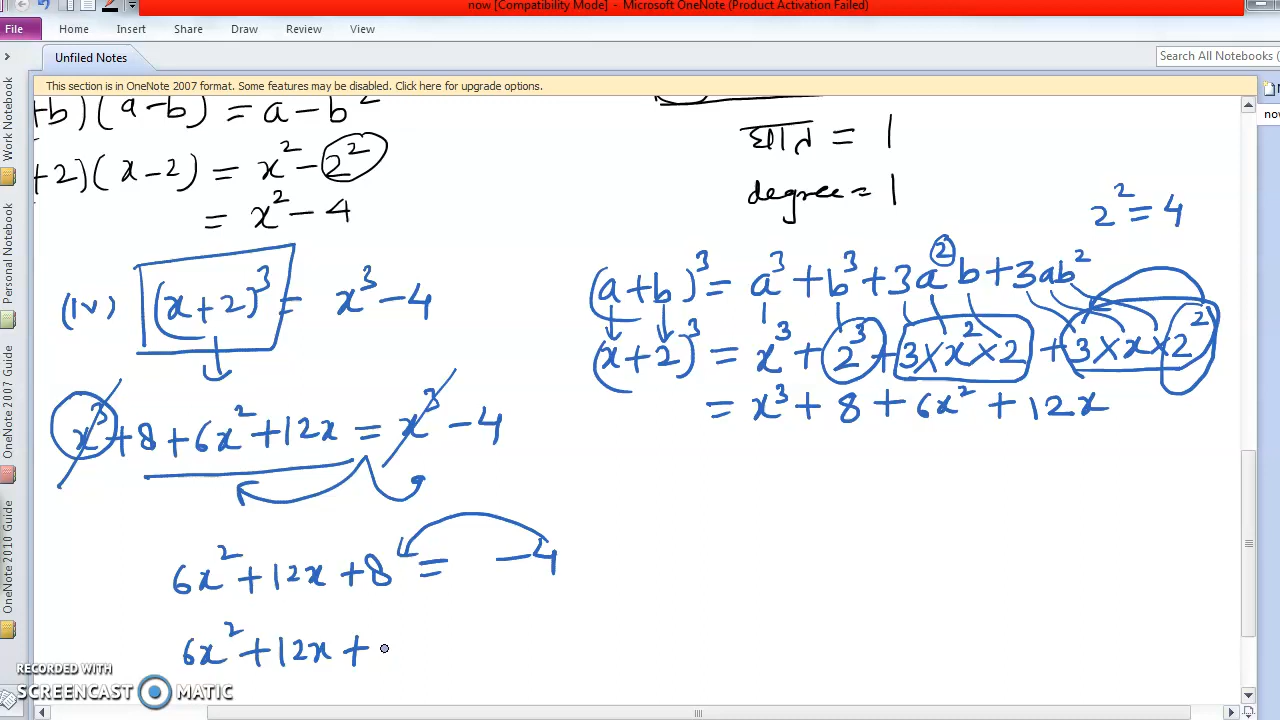 now [Compatibility Mode] - Microsoft OneNote (Product Activation Failed)
File Home Insert Share Draw Review View
Unfiled Notes
Search All Notebooks (
This section is in OneNote 2007 format. Some features may be disabled. Click here for upgrade options.
now
Work Notebook
Personal Notebook
OneNote 2010 Guide
OneNote 2007 Guide
+b)(a-b) = a-b²
+2)(x-2) = x²-2²
= x²-4
घात = 1
degree = 1
2² = 4
(iv) (x+2)³ = x³-4
x³+8+6x²+12x = x³-4
6x²+12x+8 = -4
6x²+12x+
(a+b)³ = a³+b³+3a²b+3ab²
(x+2)³ = x³+2³+3×x²×2+3×x×2²
= x³+8+6x²+12x
RECORDED WITH
SCREENCAST MATIC